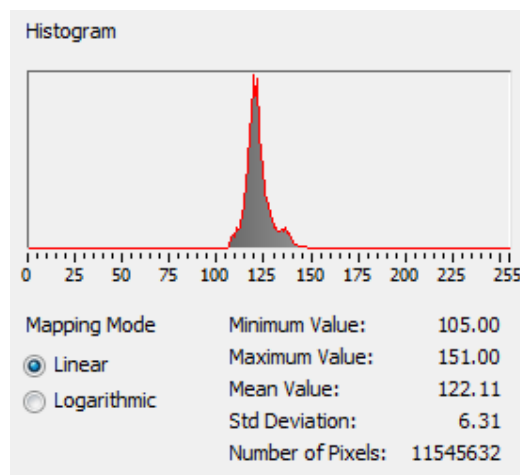 Histogram
0 25 50 75 100 125 150 175 200 225 255
Mapping Mode
Linear
Logarithmic
Minimum Value: 105.00
Maximum Value: 151.00
Mean Value: 122.11
Std Deviation: 6.31
Number of Pixels: 11545632